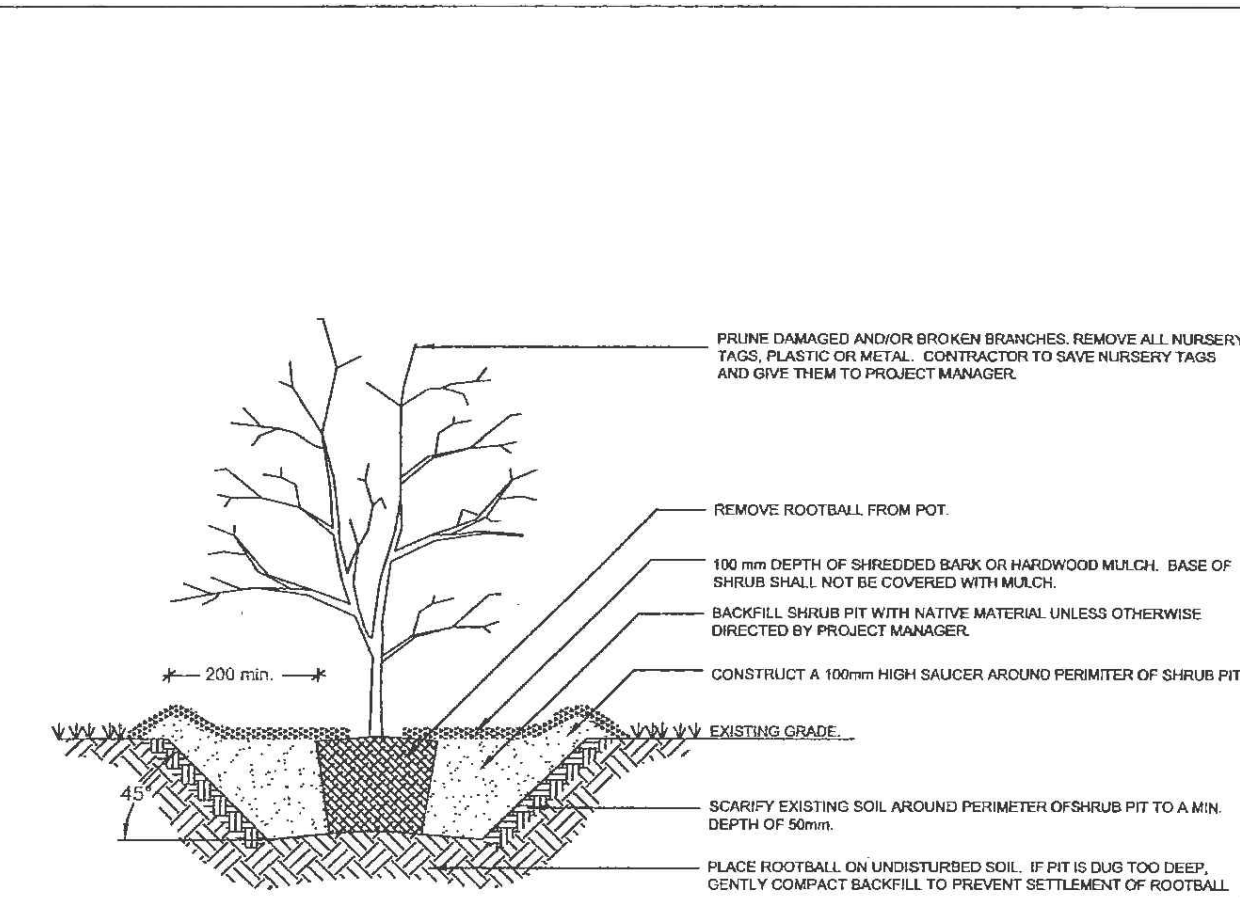 PRUNE DAMAGED AND/OR BROKEN BRANCHES. REMOVE ALL NURSERY
TAGS, PLASTIC OR METAL. CONTRACTOR TO SAVE NURSERY TAGS
AND GIVE THEM TO PROJECT MANAGER.
REMOVE ROOTBALL FROM POT.
100 mm DEPTH OF SHREDDED BARK OR HARDWOOD MULCH. BASE OF
SHRUB SHALL NOT BE COVERED WITH MULCH.
BACKFILL SHRUB PIT WITH NATIVE MATERIAL UNLESS OTHERWISE
DIRECTED BY PROJECT MANAGER.
200 min.
CONSTRUCT A 100mm HIGH SAUCER AROUND PERIMITER OF SHRUB PIT
EXISTING GRADE.
45°
SCARIFY EXISTING SOIL AROUND PERIMETER OF SHRUB PIT TO A MIN.
DEPTH OF 50mm.
PLACE ROOTBALL ON UNDISTURBED SOIL. IF PIT IS DUG TOO DEEP,
GENTLY COMPACT BACKFILL TO PREVENT SETTLEMENT OF ROOTBALL